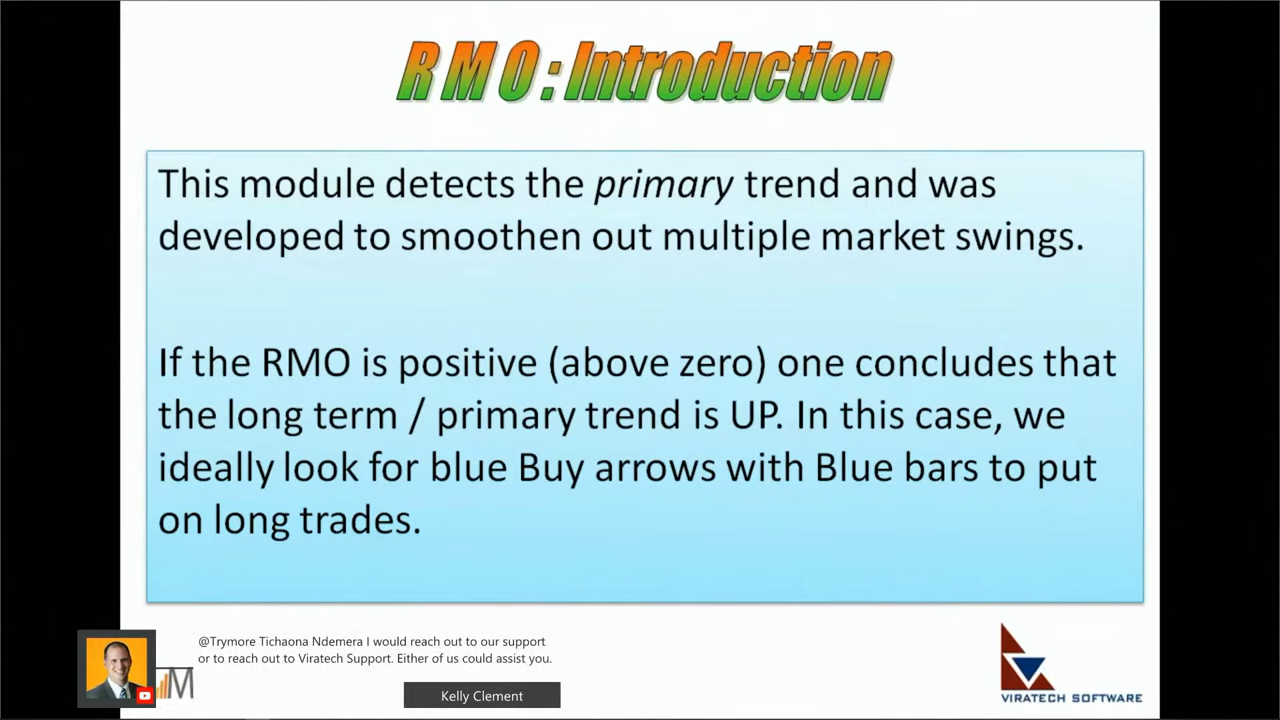 R M O : Introduction
This module detects the primary trend and was
developed to smoothen out multiple market swings.
If the RMO is positive (above zero) one concludes that
the long term / primary trend is UP. In this case, we
ideally look for blue Buy arrows with Blue bars to put
on long trades.
@Trymore Tichaona Ndemera I would reach out to our support
or to reach out to Viratech Support. Either of us could assist you.
M
Kelly Clement
VIRATECH SOFTWARE